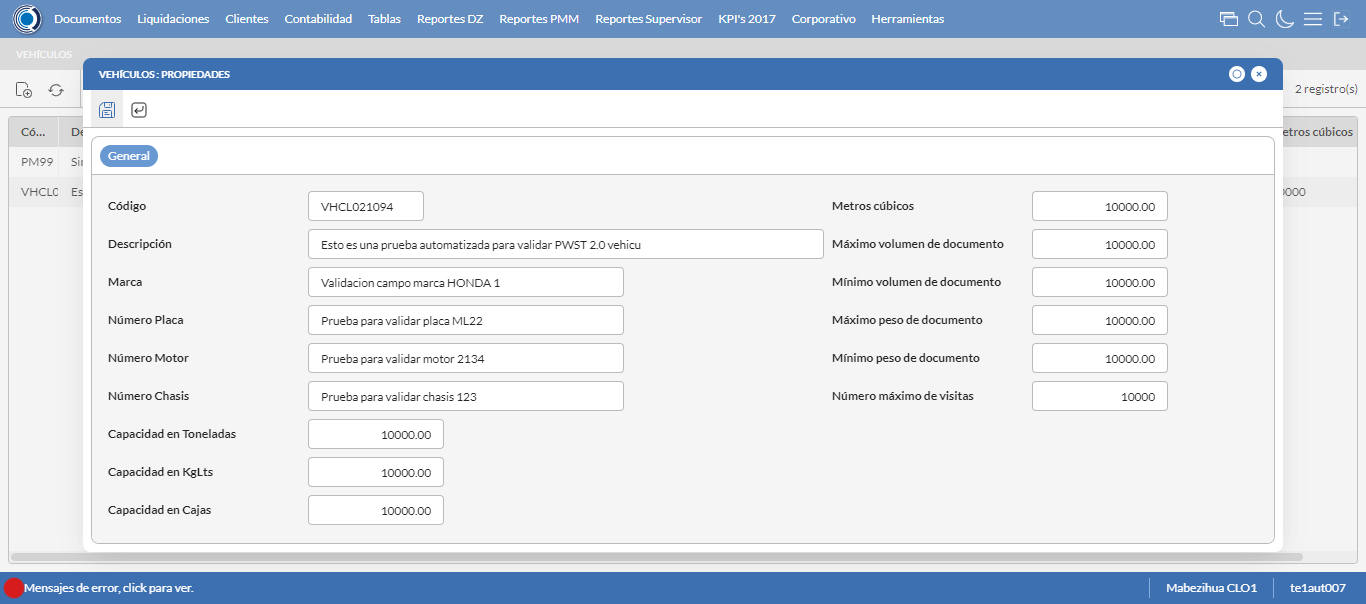 Documentos Liquidaciones Clientes Contabilidad Tablas Reportes DZ Reportes PMM Reportes Supervisor KPI's 2017 Corporativo Herramientas
VEHÍCULOS
VEHÍCULOS : PROPIEDADES
2 registro(s)
Có... De
etros cúbicos
PM99 Sin
VHCL0 Es
0000
General
Código VHCL021094
Descripción Esto es una prueba automatizada para validar PWST 2.0 vehicu
Marca Validacion campo marca HONDA 1
Número Placa Prueba para validar placa ML22
Número Motor Prueba para validar motor 2134
Número Chasis Prueba para validar chasis 123
Capacidad en Toneladas 10000.00
Capacidad en KgLts 10000.00
Capacidad en Cajas 10000.00
Metros cúbicos 10000.00
Máximo volumen de documento 10000.00
Mínimo volumen de documento 10000.00
Máximo peso de documento 10000.00
Mínimo peso de documento 10000.00
Número máximo de visitas 10000
Mensajes de error, click para ver.
Mabezihua CLO1 te1aut007